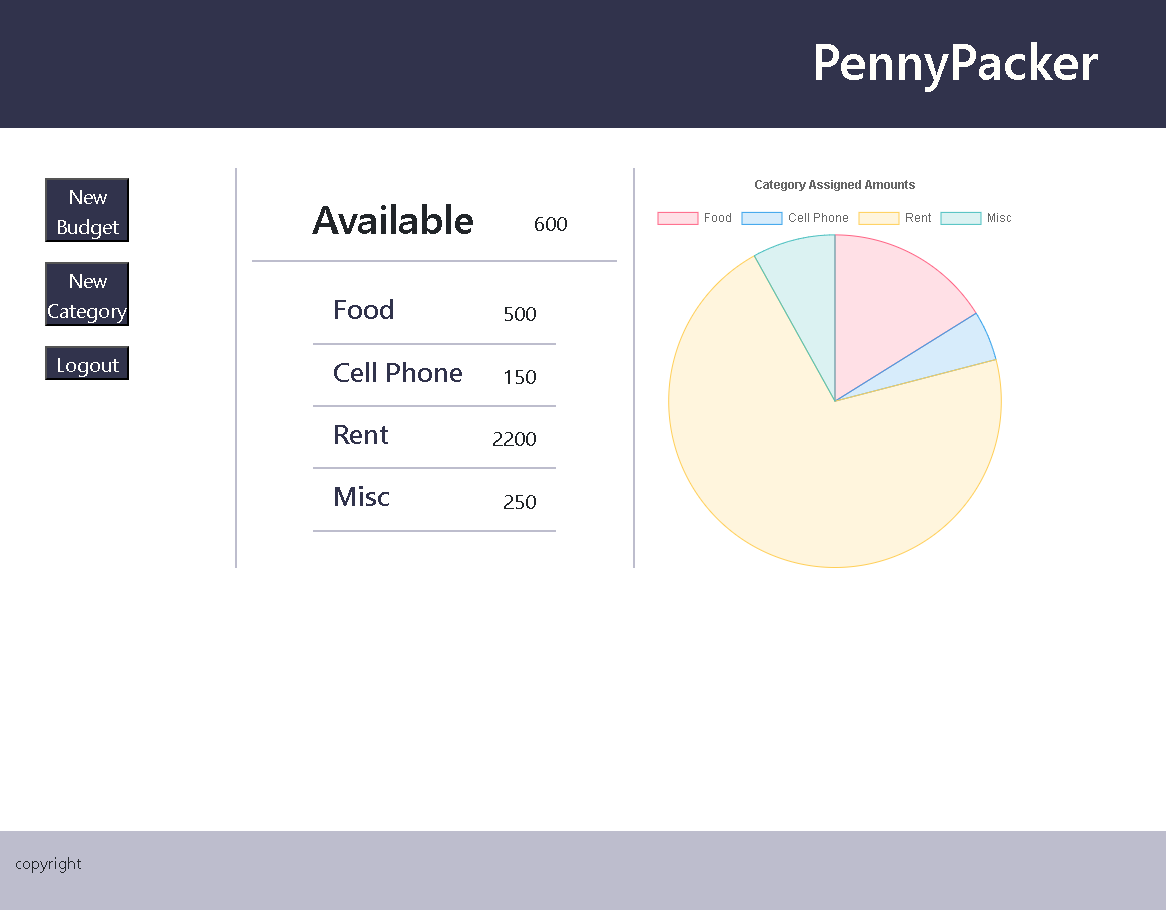 PennyPacker
New
Budget
New
Category
Logout
Available 600
Food 500
Cell Phone 150
Rent 2200
Misc 250
Category Assigned Amounts
Food Cell Phone Rent Misc
copyright